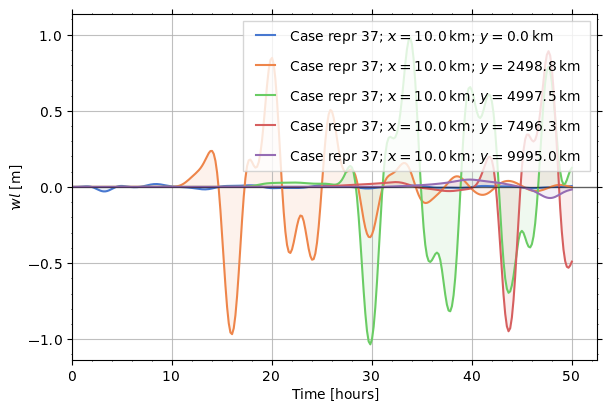 Case repr 37; x = 10.0 km; y = 0.0 km
Case repr 37; x = 10.0 km; y = 2498.8 km
Case repr 37; x = 10.0 km; y = 4997.5 km
Case repr 37; x = 10.0 km; y = 7496.3 km
Case repr 37; x = 10.0 km; y = 9995.0 km
1.0
0.5
0.0
−0.5
−1.0
wl [m]
0 10 20 30 40 50
Time [hours]